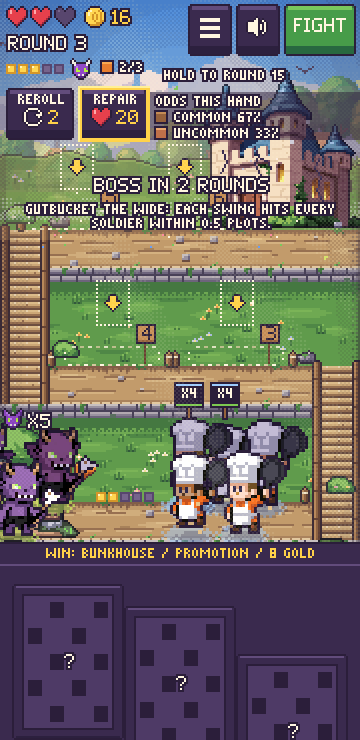 16
FIGHT
ROUND 3
2/3
HOLD TO ROUND 15
REROLL
2
REPAIR
20
ODDS THIS HAND
COMMON 67%
UNCOMMON 33%
BOSS IN 2 ROUNDS
GUTBUCKET THE WIDE: EACH SWING HITS EVERY
SOLDIER WITHIN 0.5 PLOTS.
4
3
X4
X4
X5
WIN: BUNKHOUSE / PROMOTION / 8 GOLD
?
?
?